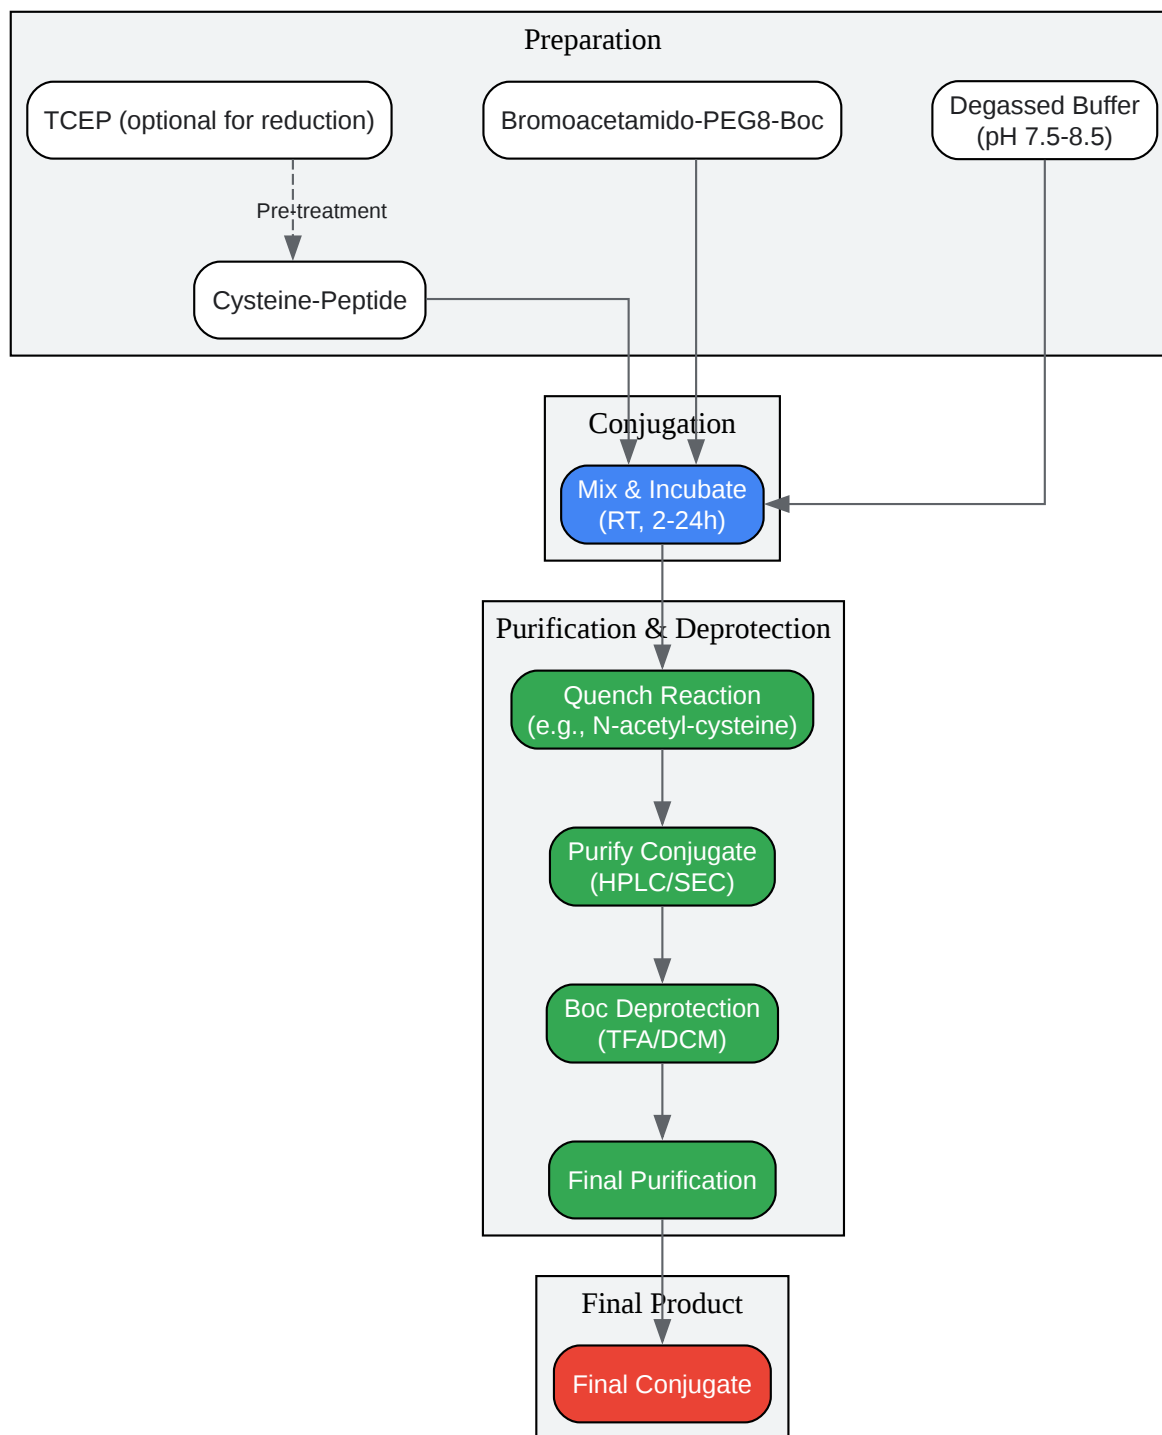 Preparation
TCEP (optional for reduction)
Bromoacetamido-PEG8-Boc
Degassed Buffer
(pH 7.5-8.5)
Pre-treatment
Cysteine-Peptide
Conjugation
Mix & Incubate
(RT, 2-24h)
Purification & Deprotection
Quench Reaction
(e.g., N-acetyl-cysteine)
Purify Conjugate
(HPLC/SEC)
Boc Deprotection
(TFA/DCM)
Final Purification
Final Product
Final Conjugate